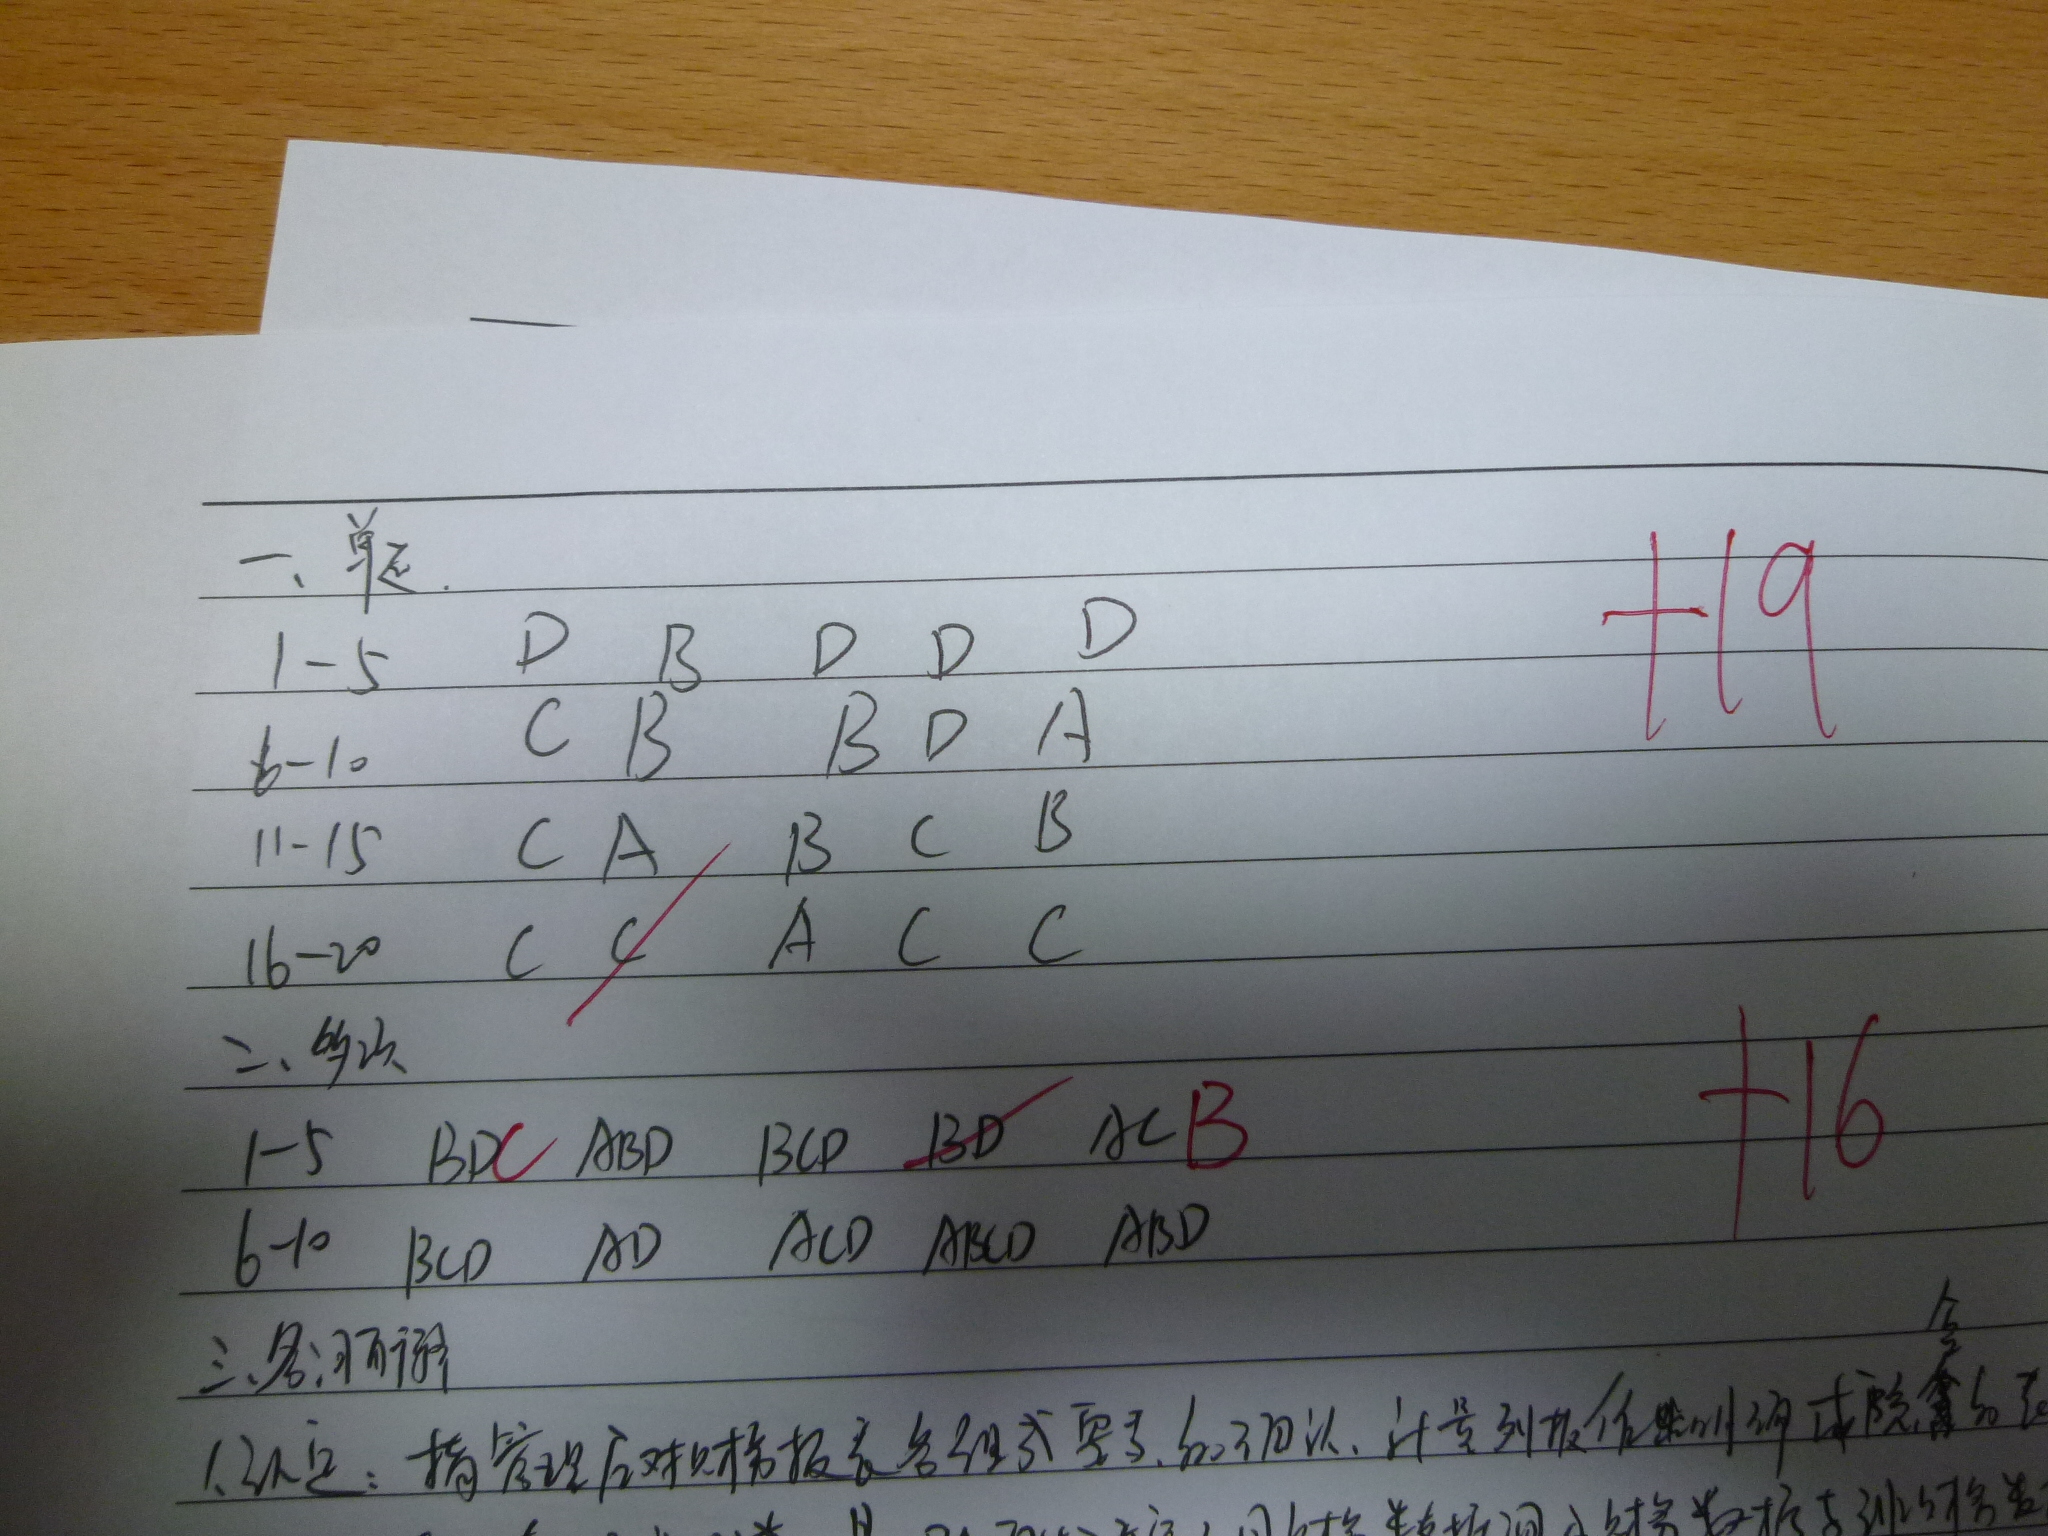 一、单选.
+19
1-5 D B D D D
6-10 C B B D A
11-15 C A B C B
16-20 C C A C C
二、多选
+16
1-5 BDC ABD BCD BD ACB
6-10 BCD AD ACD ABCD ABD
三、名词解释
1.认定：指管理层对财务报表各组成要素的确认、计量、列报作出的明确或隐含的